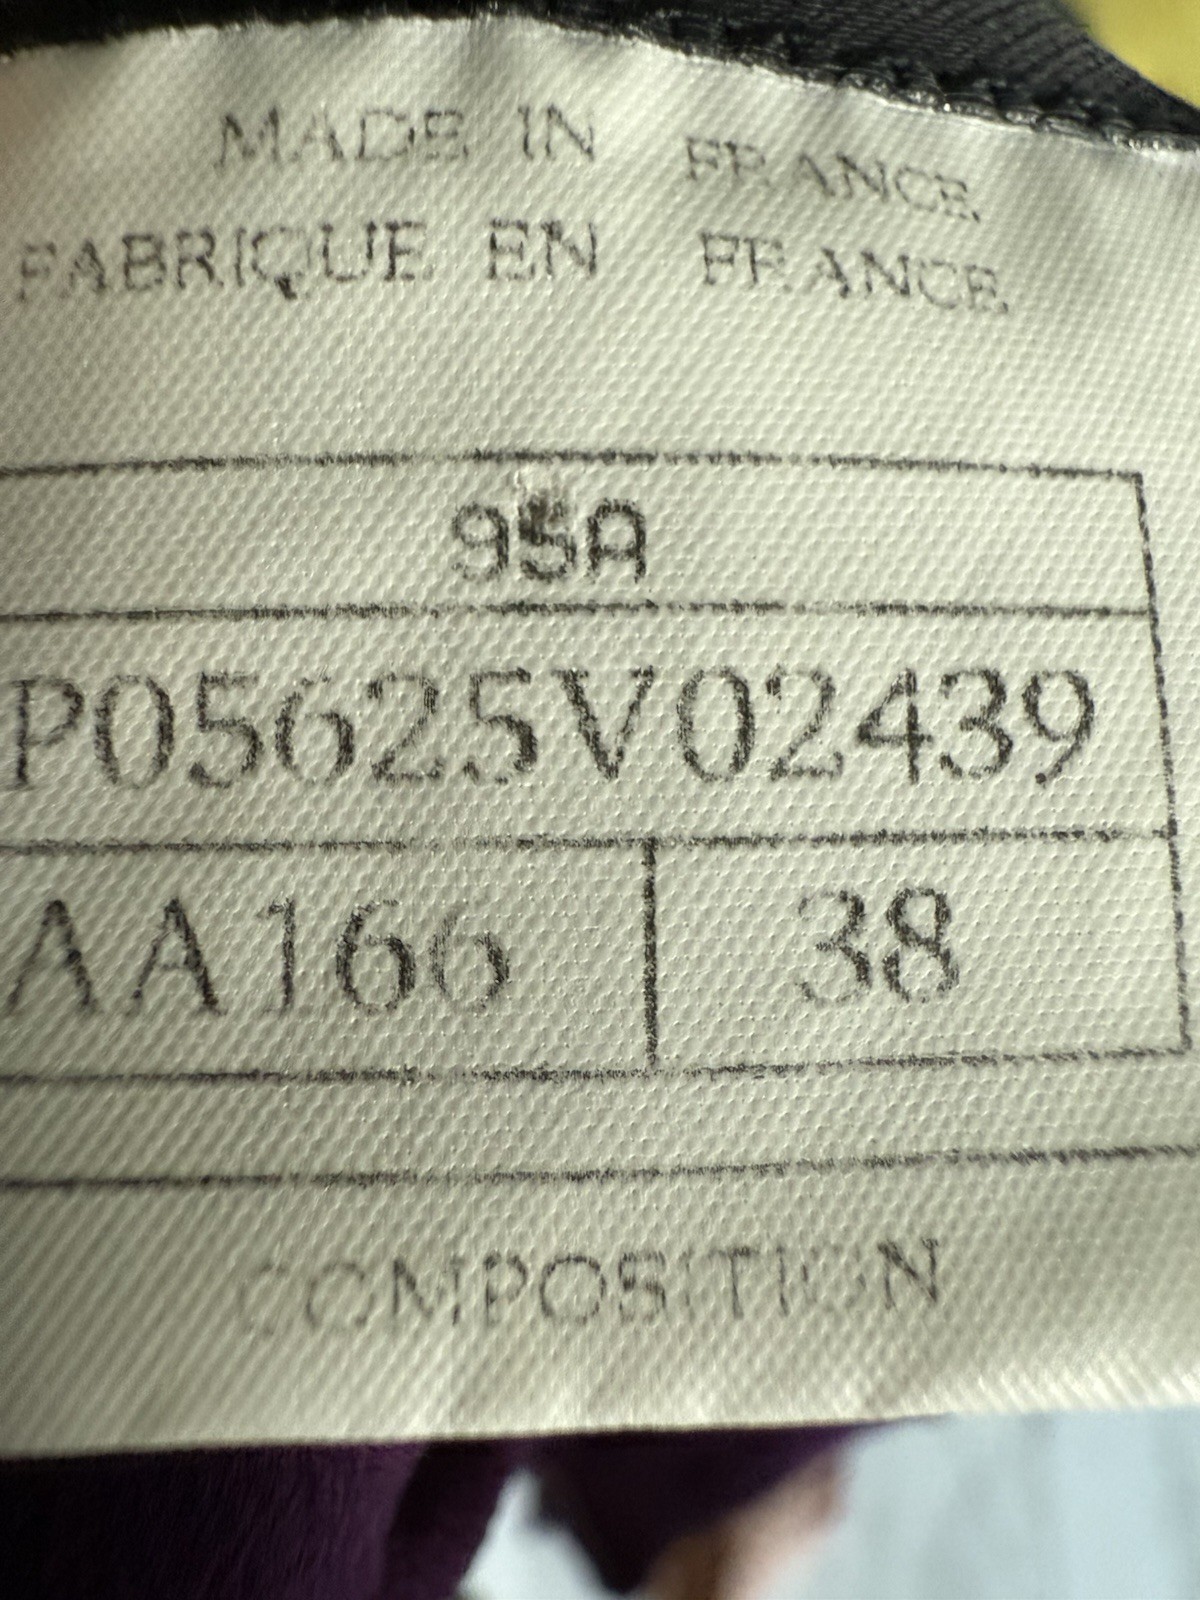 MADE IN FRANCE
FABRIQUE EN FRANCE
95A
P05625V02439
AA166 38
COMPOSITION